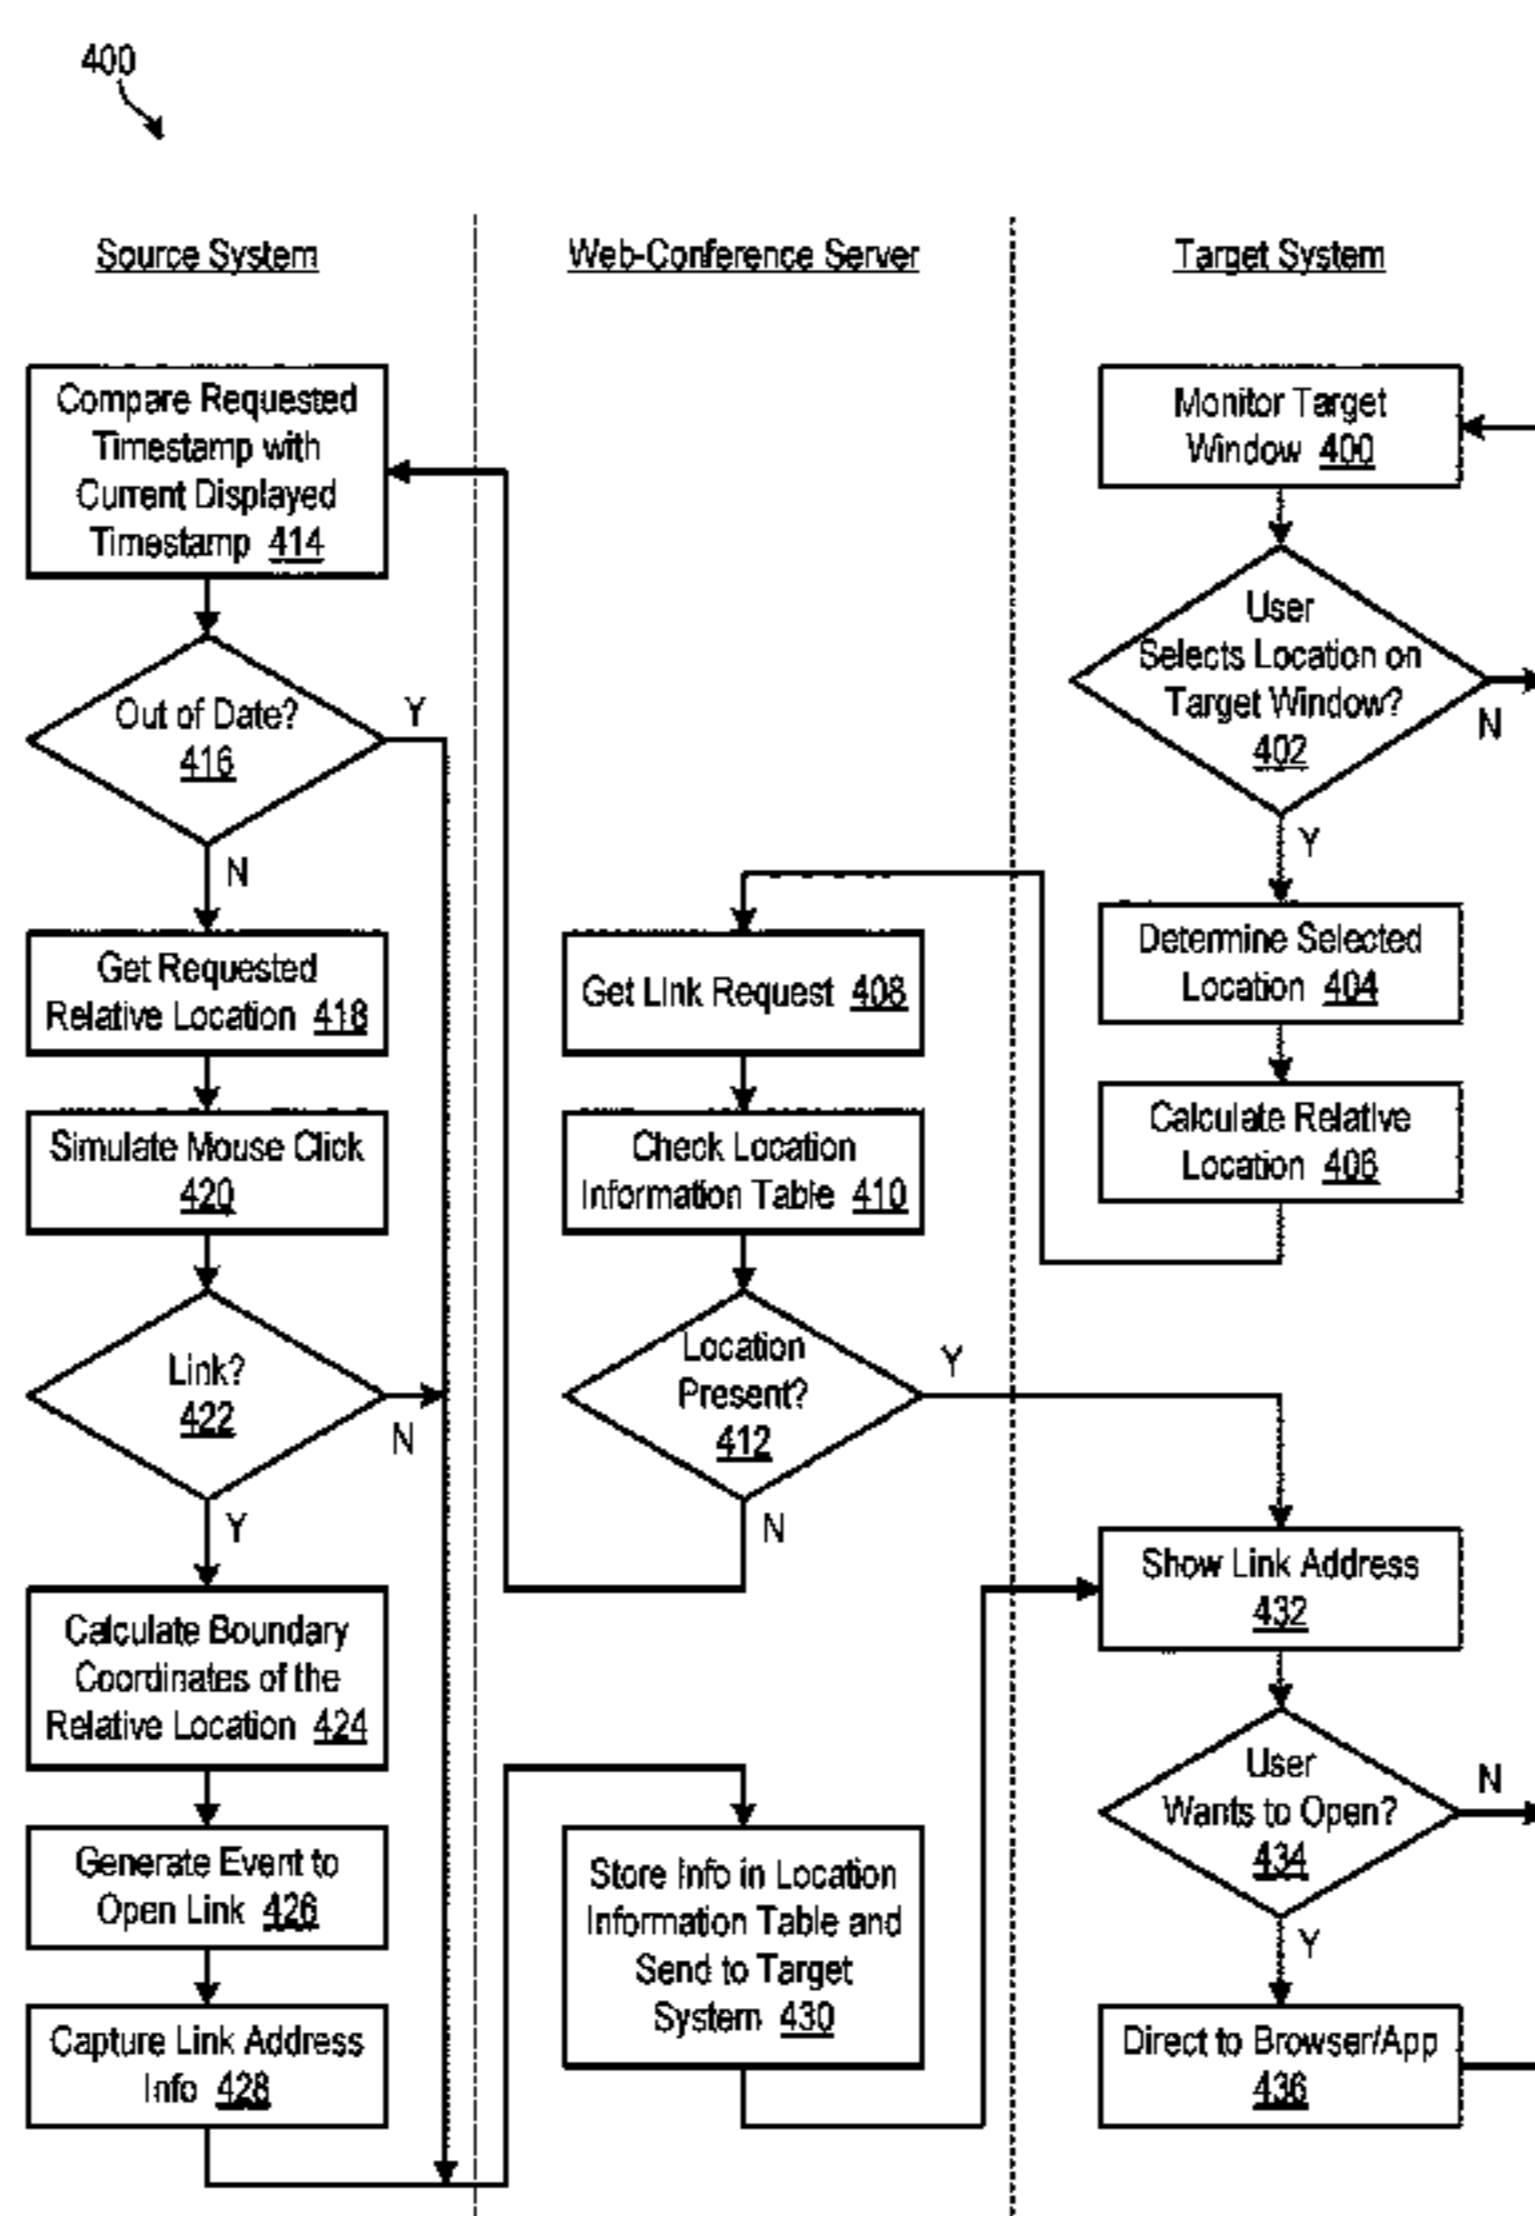 400
Source System
Web-Conference Server
Target System
Compare Requested
Timestamp with
Current Displayed
Timestamp 414
Out of Date?
416
Y
N
Get Requested
Relative Location 418
Simulate Mouse Click
420
Link?
422
N
Y
Calculate Boundary
Coordinates of the
Relative Location 424
Generate Event to
Open Link 426
Capture Link Address
Info 428
Get Link Request 408
Check Location
Information Table 410
Location
Present?
412
Y
N
Store Info in Location
Information Table and
Send to Target
System 430
Monitor Target
Window 400
User
Selects Location on
Target Window?
402
N
Y
Determine Selected
Location 404
Calculate Relative
Location 406
Show Link Address
432
User
Wants to Open?
434
N
Y
Direct to Browser/App
436